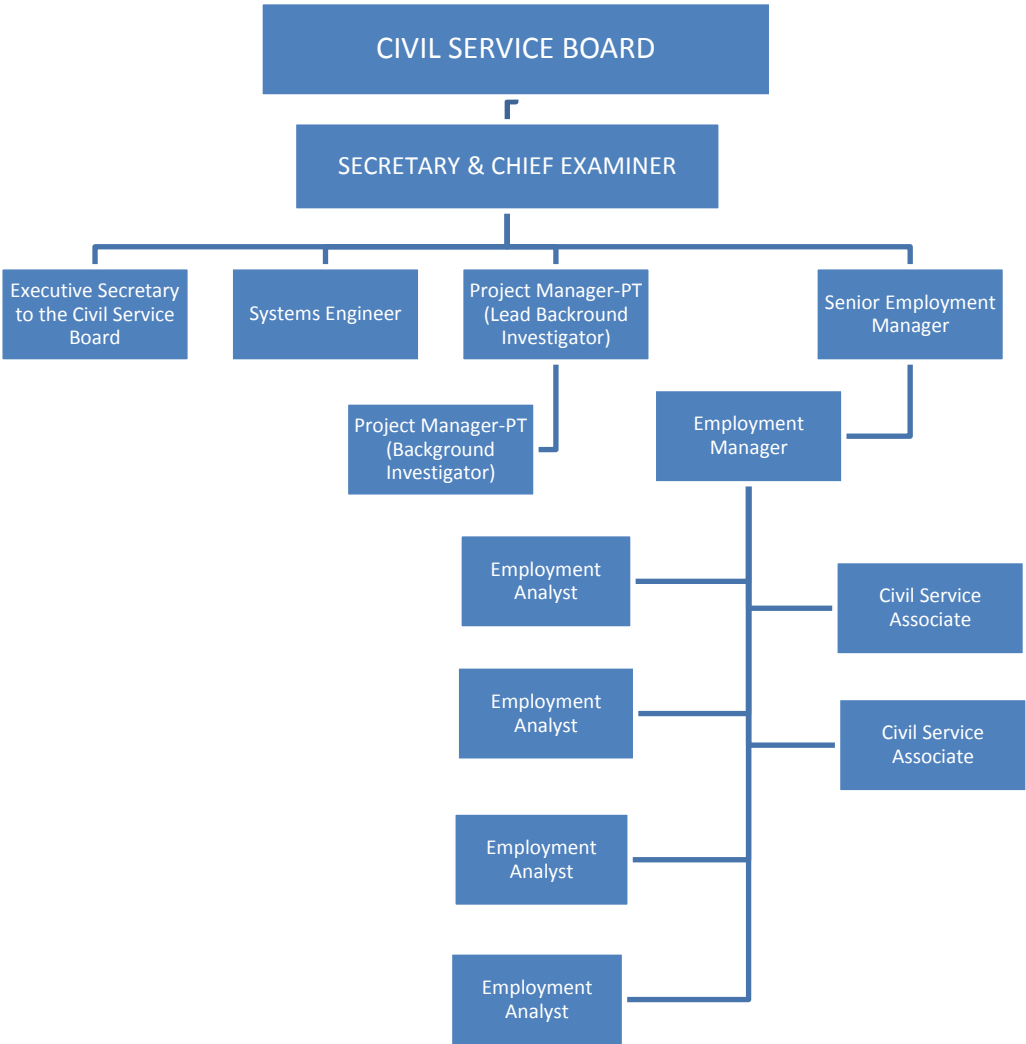 CIVIL SERVICE BOARD
SECRETARY & CHIEF EXAMINER
Executive Secretary
to the Civil Service
Board
Systems Engineer
Project Manager-PT
(Lead Backround
Investigator)
Senior Employment
Manager
Project Manager-PT
(Background
Investigator)
Employment
Manager
Employment
Analyst
Civil Service
Associate
Employment
Analyst
Civil Service
Associate
Employment
Analyst
Employment
Analyst